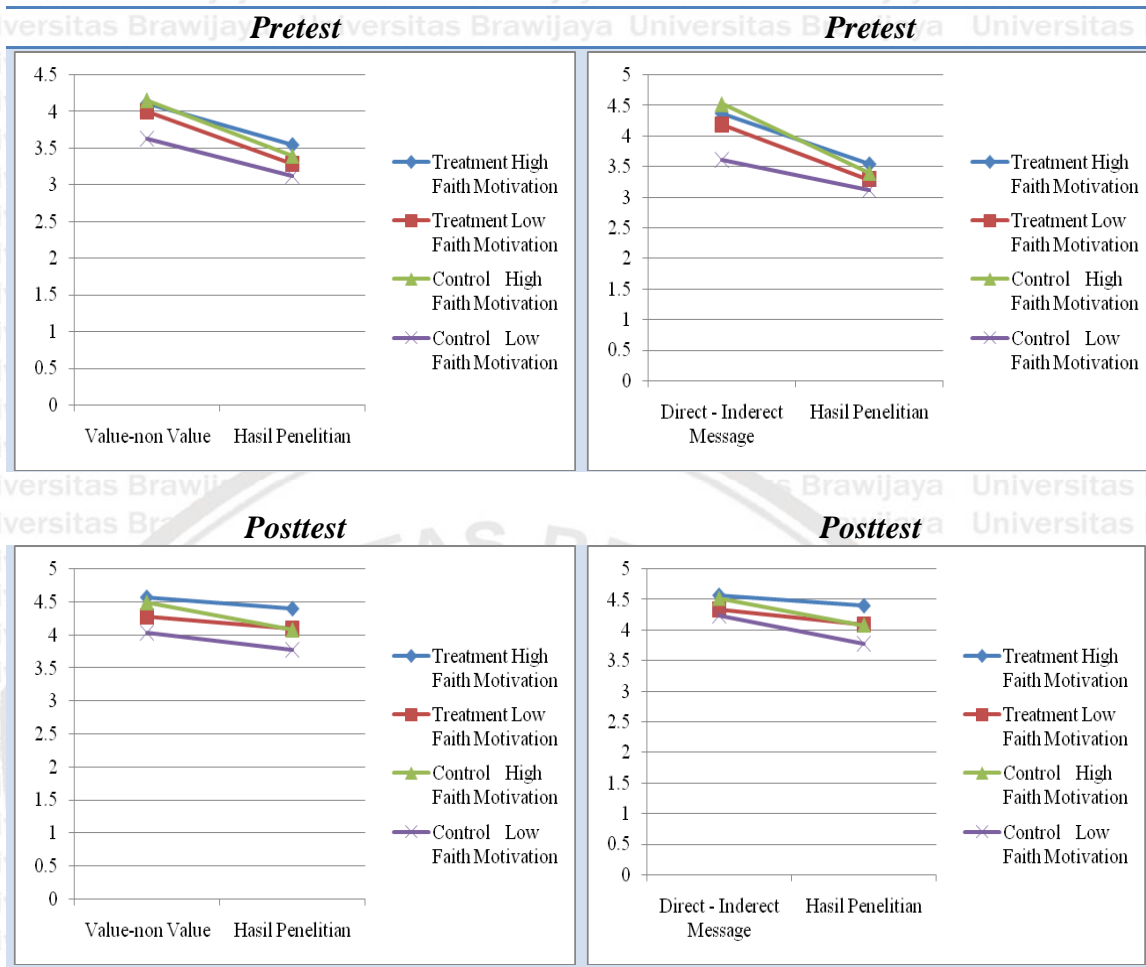 Universitas Brawijaya Universitas Brawijaya Universitas
Pretest Pretest
4.5
4
3.5
3
2.5
2
1.5
1
0.5
0
Value-non Value Hasil Penelitian
Treatment High
Faith Motivation
Treatment Low
Faith Motivation
Control High
Faith Motivation
Control Low
Faith Motivation
5
4.5
4
3.5
3
2.5
2
1.5
1
0.5
0
Direct - Inderect Hasil Penelitian
Message
Treatment High
Faith Motivation
Treatment Low
Faith Motivation
Control High
Faith Motivation
Control Low
Faith Motivation
Brawijaya Universitas
Universitas
Posttest Posttest
5
4.5
4
3.5
3
2.5
2
1.5
1
0.5
0
Value-non Value Hasil Penelitian
Treatment High
Faith Motivation
Treatment Low
Faith Motivation
Control High
Faith Motivation
Control Low
Faith Motivation
5
4.5
4
3.5
3
2.5
2
1.5
1
0.5
0
Direct - Inderect Hasil Penelitian
Message
Treatment High
Faith Motivation
Treatment Low
Faith Motivation
Control High
Faith Motivation
Control Low
Faith Motivation